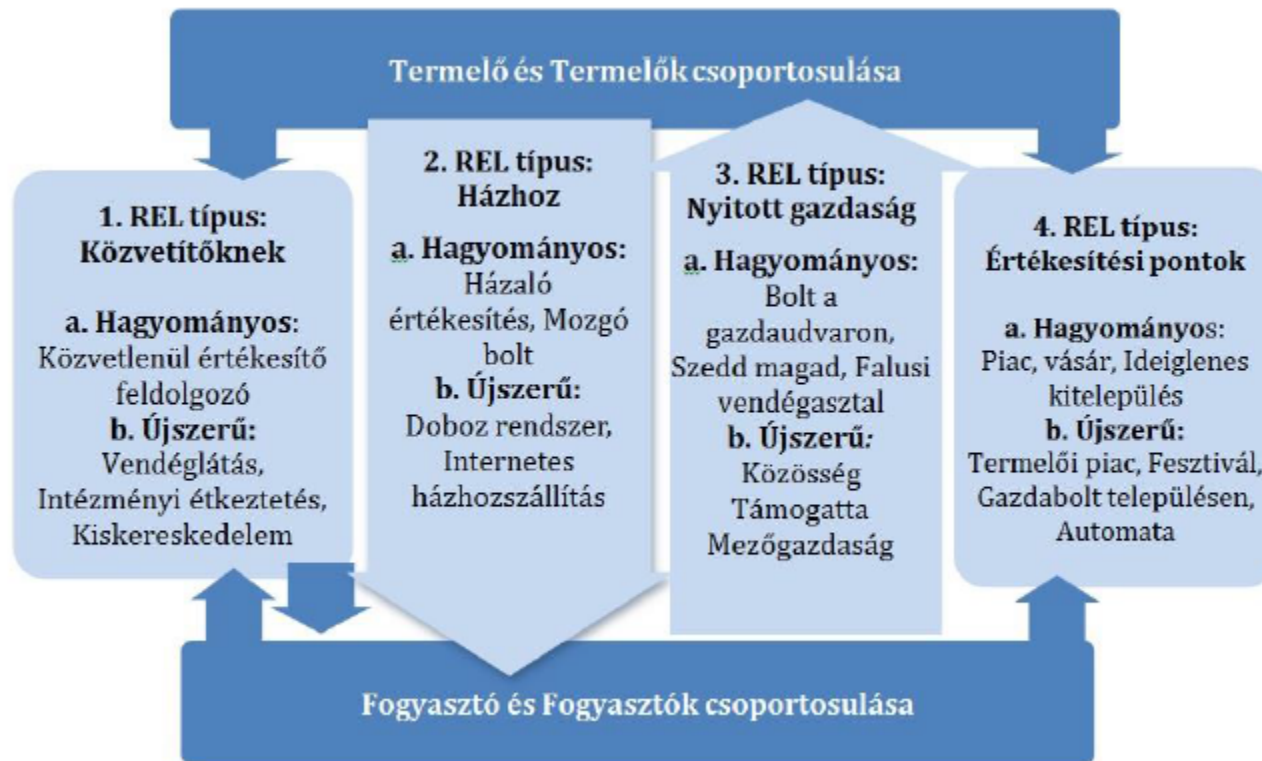 Termelő és Termelők csoportosulása
1. REL típus:
Közvetítőknek
a. Hagyományos:
Közvetlenül értékesítő
feldolgozó
b. Újszerű:
Vendéglátás,
Intézményi étkeztetés,
Kiskereskedelem
2. REL típus:
Házhoz
a. Hagyományos:
Házaló
értékesítés, Mozgó
bolt
b. Újszerű:
Doboz rendszer,
Internetes
házhozszállítás
3. REL típus:
Nyitott gazdaság
a. Hagyományos:
Bolt a
gazdaudvaron,
Szedd magad, Falusi
vendégasztal
b. Újszerű:
Közösség
Támogatta
Mezőgazdaság
4. REL típus:
Értékesítési pontok
a. Hagyományos:
Piac, vásár, Ideiglenes
kitelepülés
b. Újszerű:
Termelői piac, Fesztivál,
Gazdabolt településen,
Automata
Fogyasztó és Fogyasztók csoportosulása